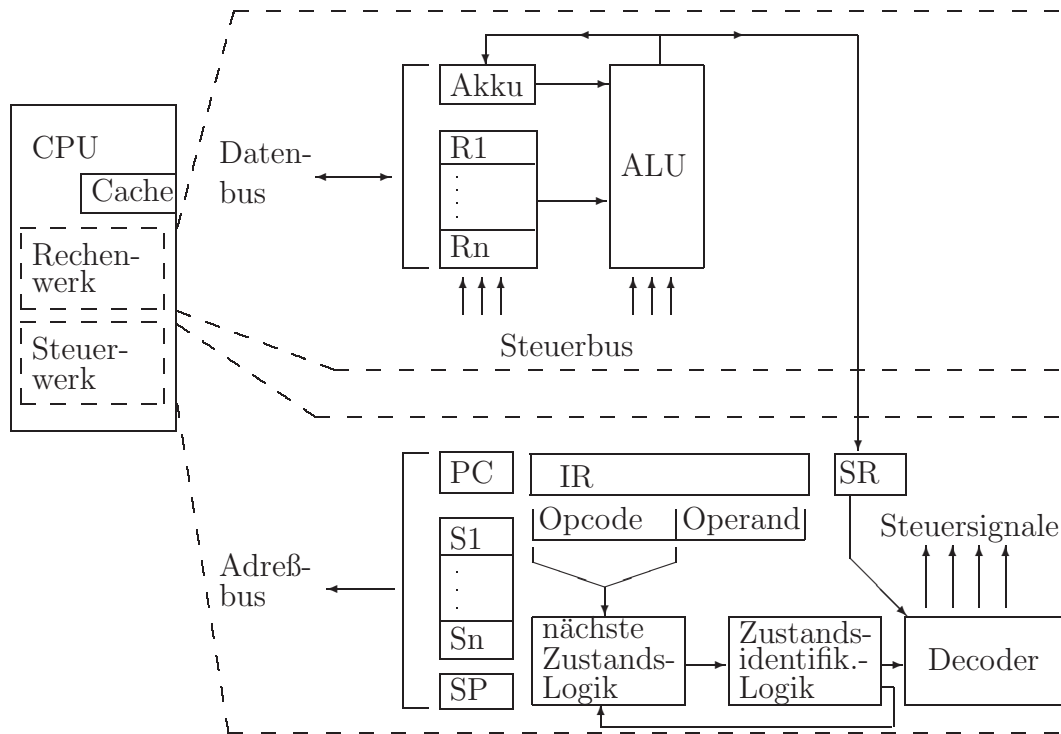 CPU
Cache
Rechen-
werk
Steuer-
werk
Daten-
bus
Akku
R1
Rn
ALU
Steuerbus
Adreß-
bus
PC
S1
Sn
SP
IR
Opcode
Operand
SR
Steuersignale
nächste
Zustands-
Logik
Zustands-
identifik.-
Logik
Decoder